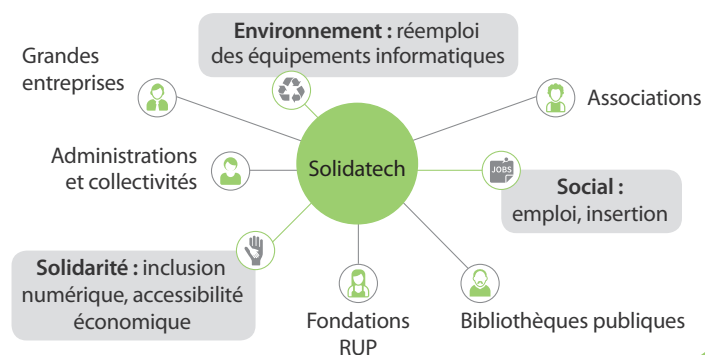 Environnement : réemploi
des équipements informatiques
Grandes
entreprises
Associations
Administrations
et collectivités
Solidatech
JOBS
Social :
emploi, insertion
Solidarité : inclusion
numérique, accessibilité
économique
Fondations
RUP
Bibliothèques publiques